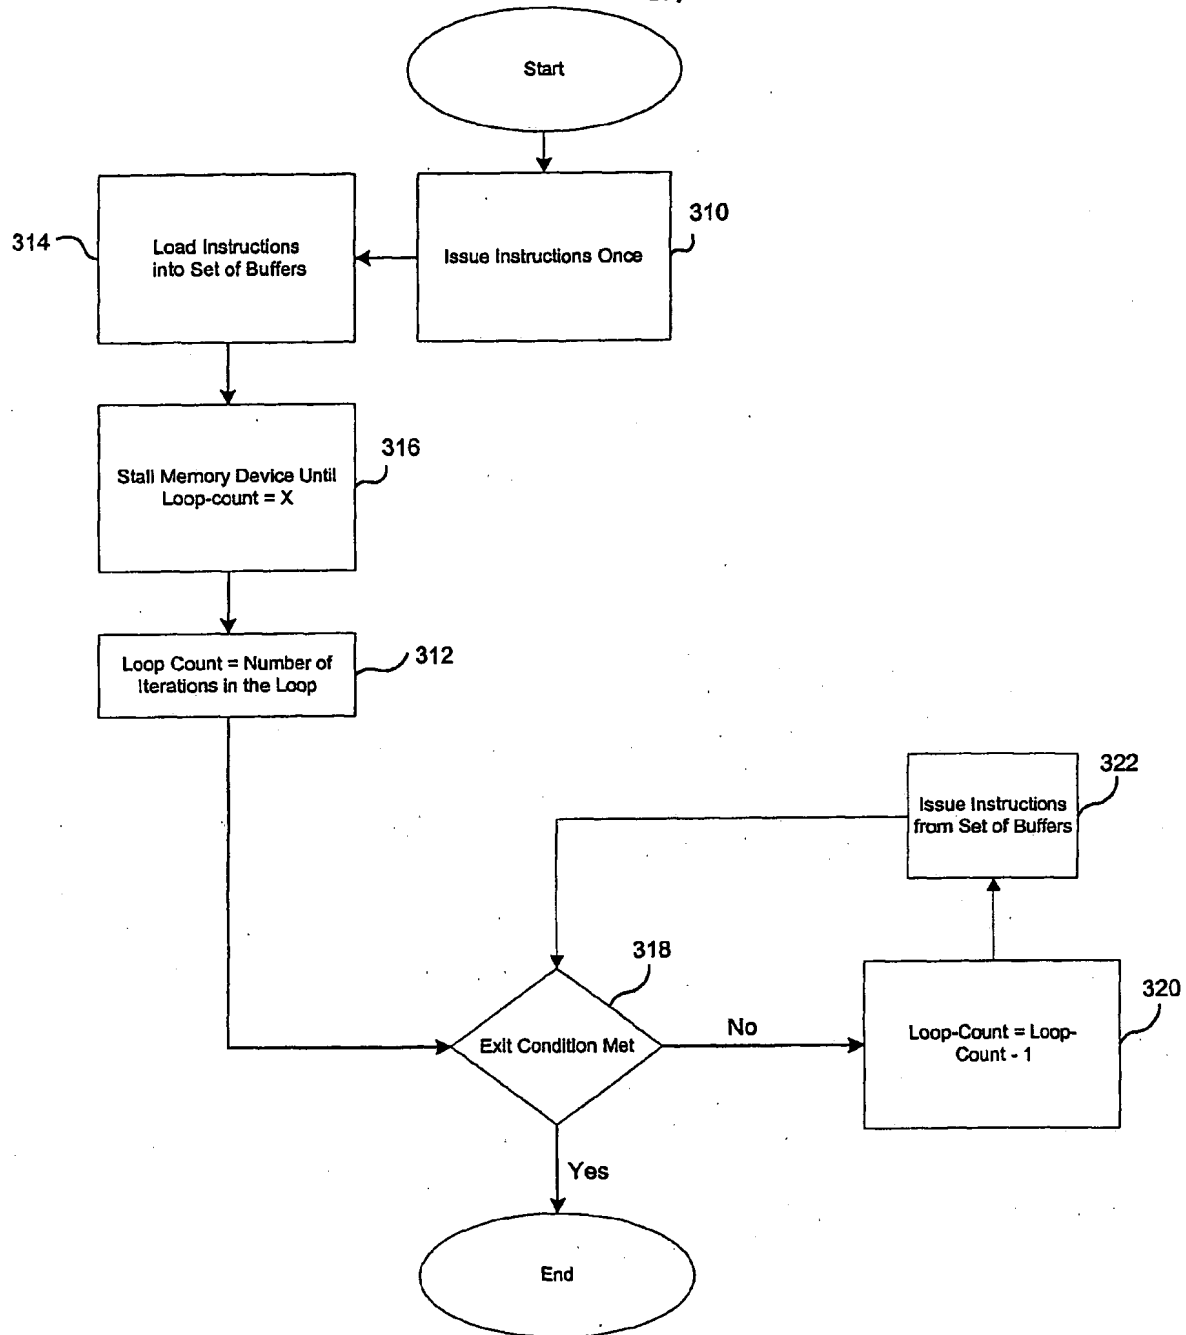 Start
310
314
Load Instructions
into Set of Buffers
Issue Instructions Once
316
Stall Memory Device Until
Loop-count = X
312
Loop Count = Number of
Iterations in the Loop
322
Issue Instructions
from Set of Buffers
318
320
No
Exit Condition Met
Loop-Count = Loop-
Count - 1
Yes
End